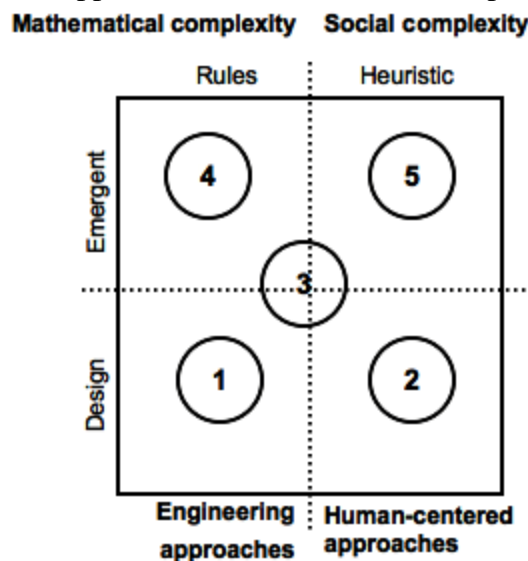 Mathematical complexity Social complexity
Rules Heuristic
Emergent
4 5
3
Design
1 2
Engineering approaches
Human-centered approaches